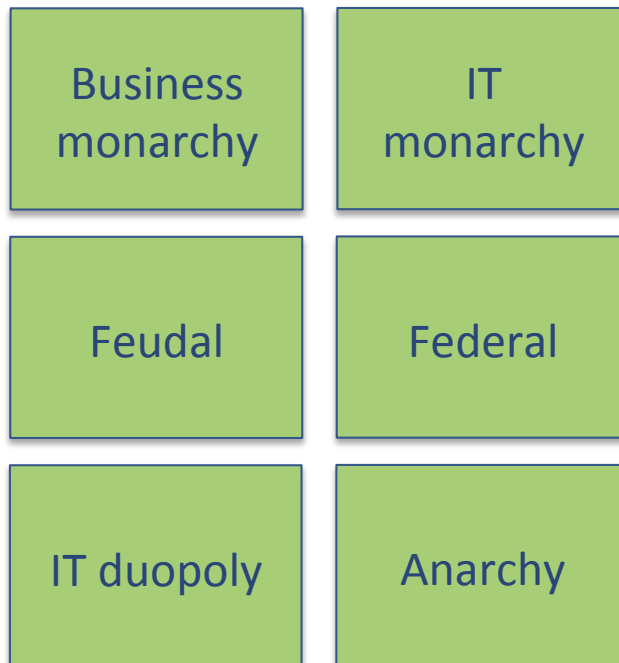 Business
monarchy
IT
monarchy
Feudal
Federal
IT duopoly
Anarchy